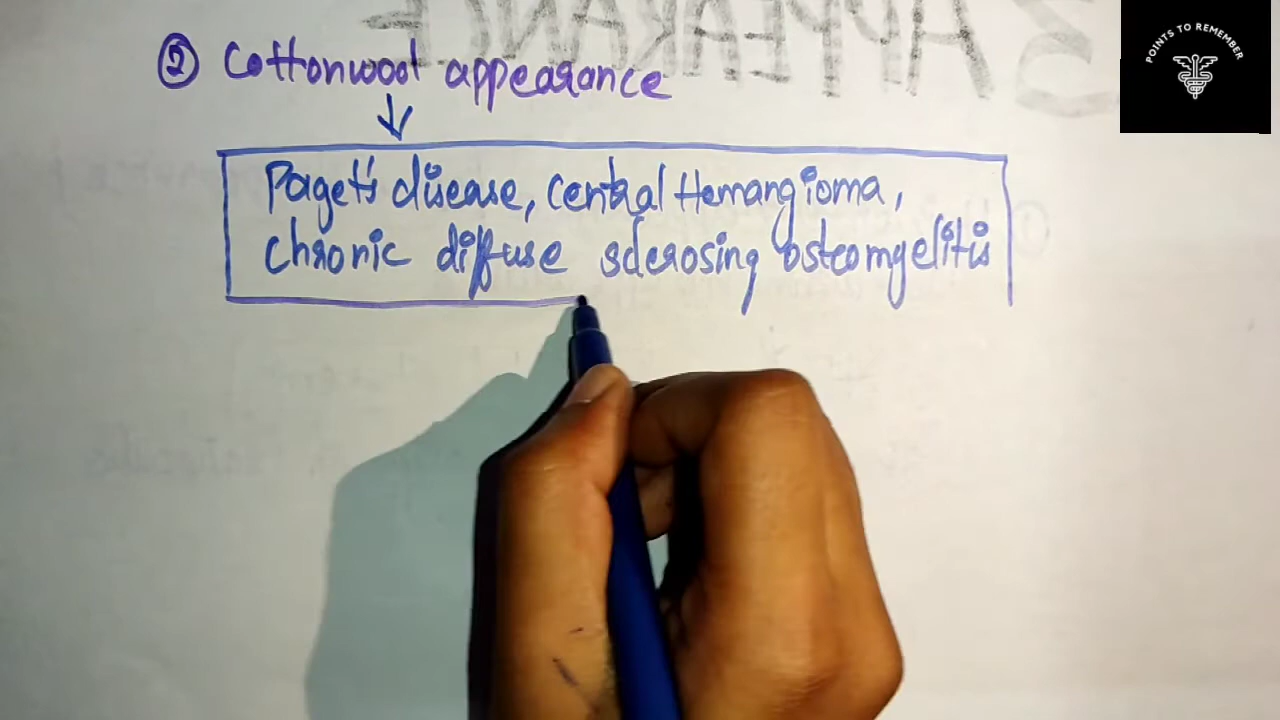 ② Cottonwool appearance
Paget's disease, Central Hemangioma,
Chronic diffuse sclerosing osteomyelitis
POINTS TO REMEMBER